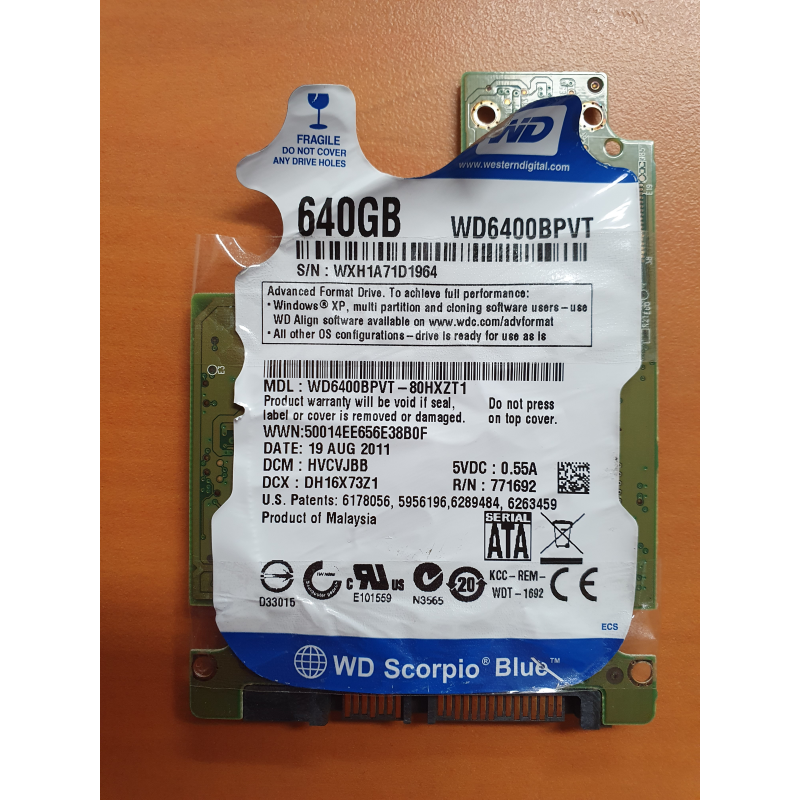 FRAGILE
DO NOT COVER
ANY DRIVE HOLES
WD
www.westerndigital.com
640GB WD6400BPVT
S/N : WXH1A71D1964
Advanced Format Drive. To achieve full performance:
• Windows® XP, multi partition and cloning software users – use
WD Align software available on www.wdc.com/advformat
• All other OS configurations – drive is ready for use as is
MDL : WD6400BPVT – 80HXZT1
Product warranty will be void if seal,
label or cover is removed or damaged.
Do not press
on top cover.
WWN:50014EE656E38B0F
DATE: 19 AUG 2011
DCM : HVCVJBB 5VDC : 0.55A
DCX : DH16X73Z1 R/N : 771692
U.S. Patents: 6178056, 5956196,6289484, 6263459
Product of Malaysia
SERIAL
ATA
D33015
c UL US
E101559
N3565
20
KCC – REM –
WDT – 1692
CE
ECS
WD Scorpio® Blue™